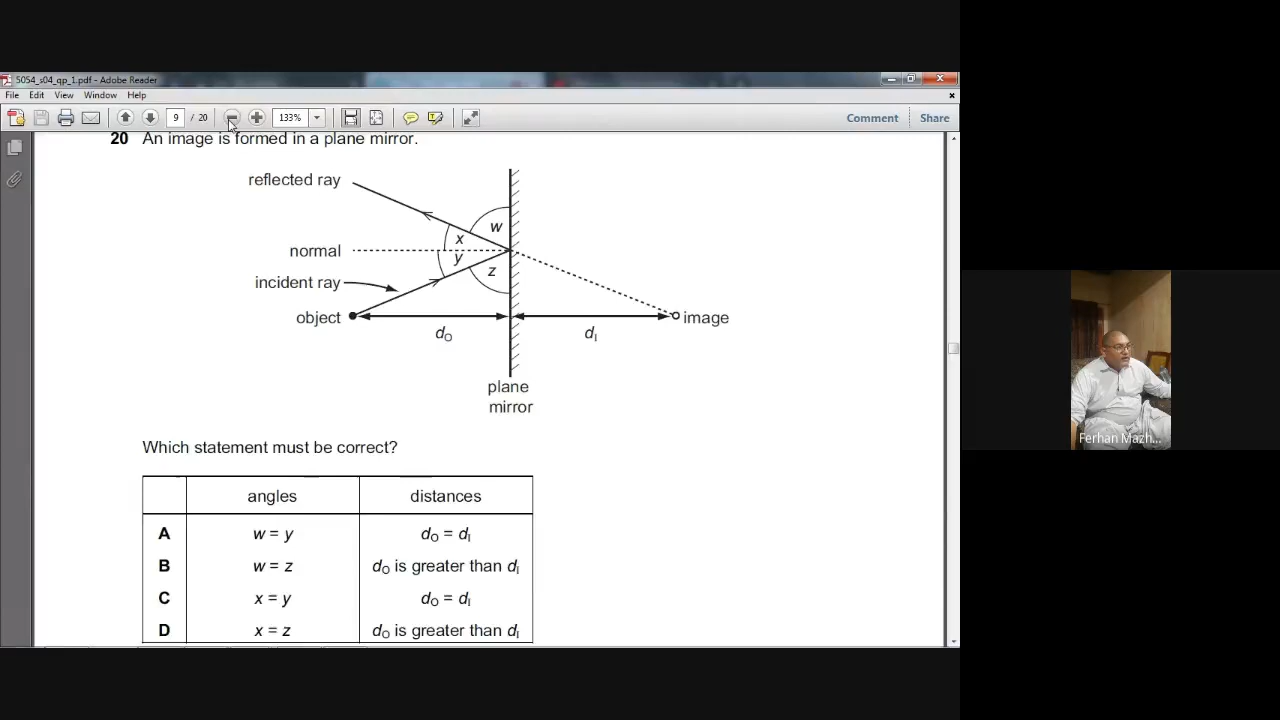 5054_s04_qp_1.pdf - Adobe Reader
File Edit View Window Help
9 / 20 133% Comment Share
20 An image is formed in a plane mirror.
reflected ray
w
x
normal
y
z
incident ray
object
image
dO dI
plane
mirror
Which statement must be correct?
angles distances
A w = y dO = dI
B w = z dO is greater than dI
C x = y dO = dI
D x = z dO is greater than dI
Ferhan Mazh...